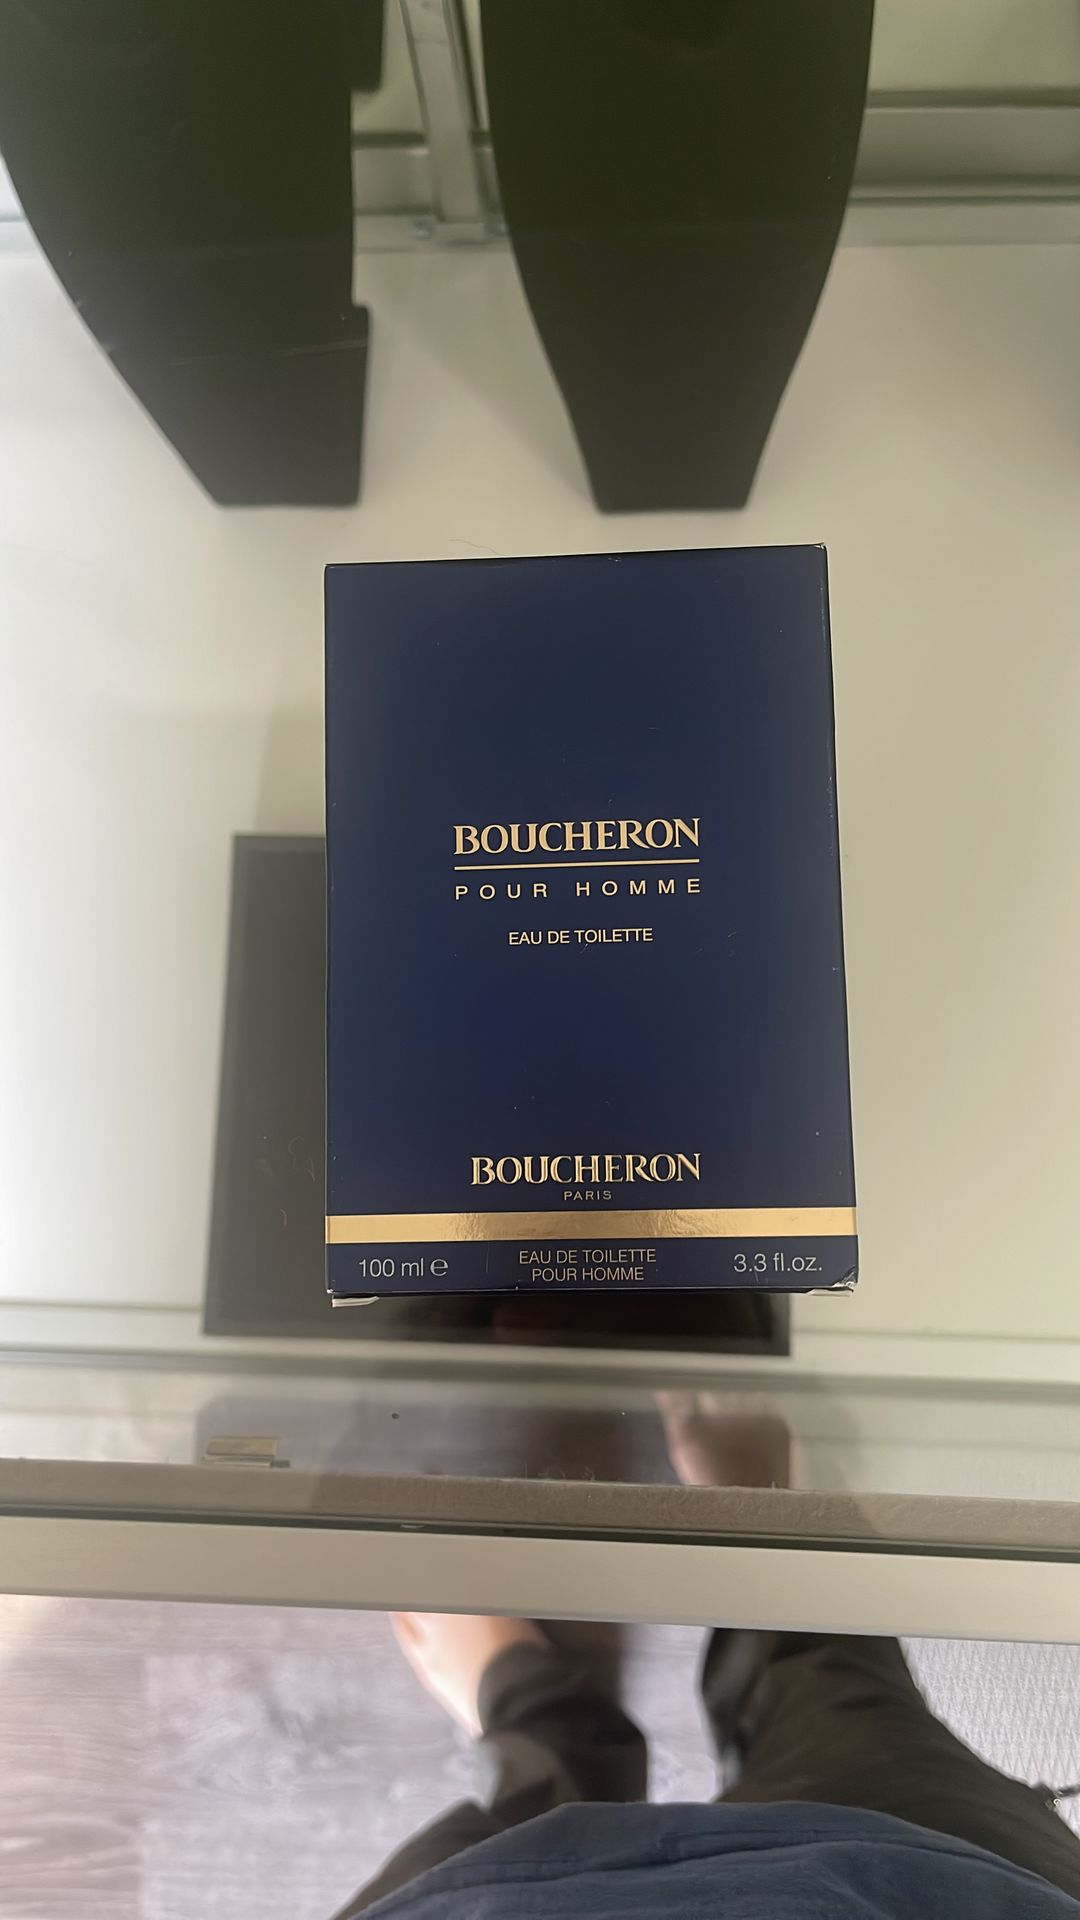 BOUCHERON
POUR HOMME
EAU DE TOILETTE
BOUCHERON
PARIS
100 ml ℮
EAU DE TOILETTE
POUR HOMME
3.3 fl.oz.